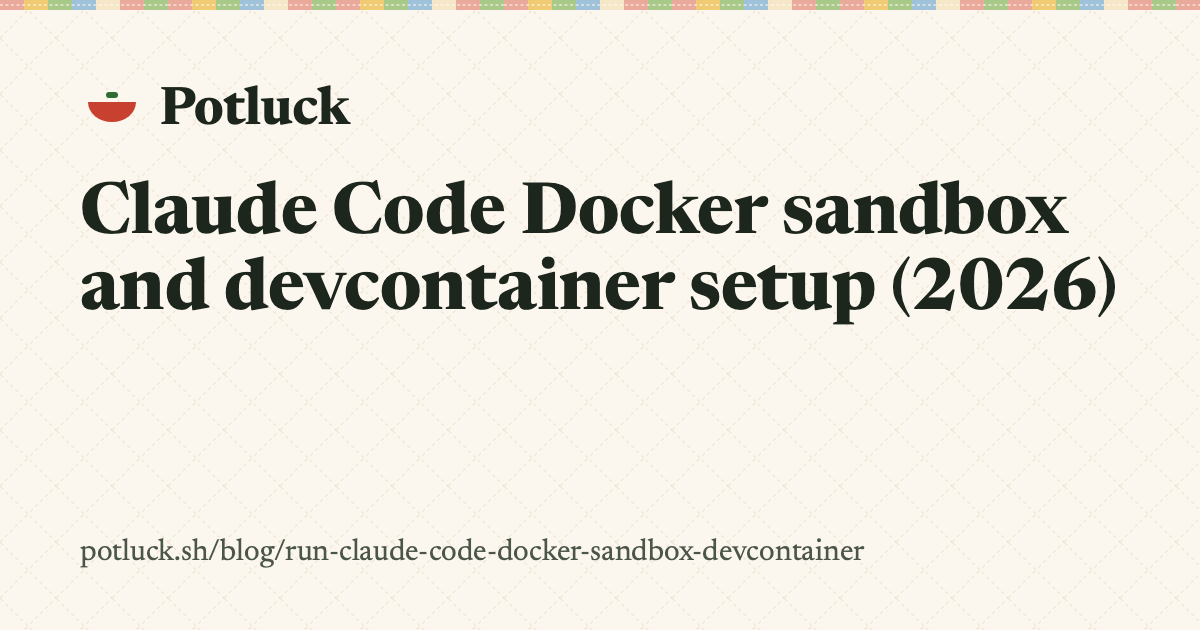 Potluck
Claude Code Docker sandbox
and devcontainer setup (2026)
potluck.sh/blog/run-claude-code-docker-sandbox-devcontainer